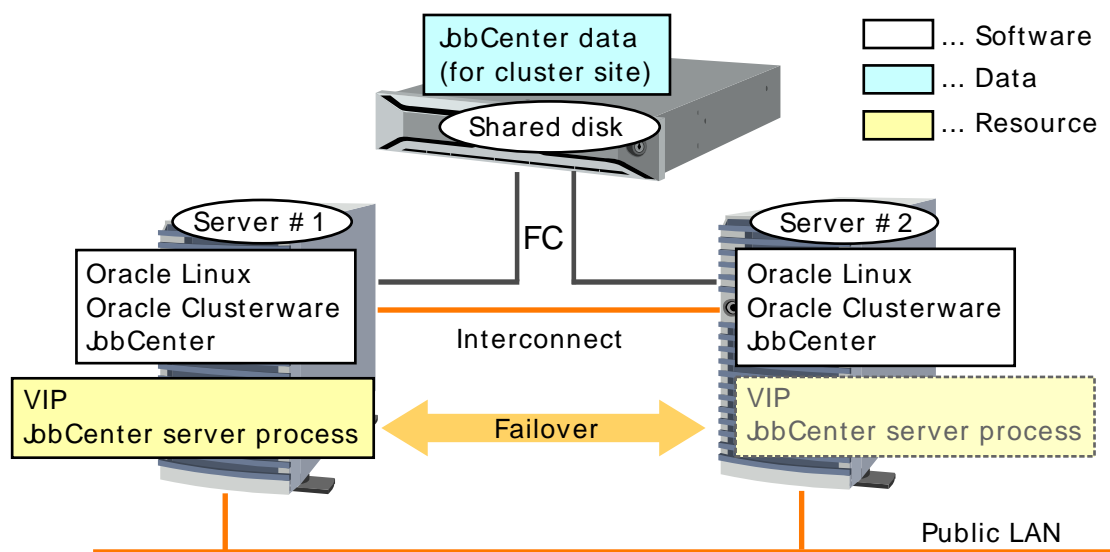 JobCenter data
(for cluster site)
... Software
... Data
... Resource
Shared disk
Server # 1
Server # 2
FC
Oracle Linux
Oracle Clusterware
JobCenter
Oracle Linux
Oracle Clusterware
JobCenter
Interconnect
VIP
JobCenter server process
Failover
VIP
JobCenter server process
Public LAN